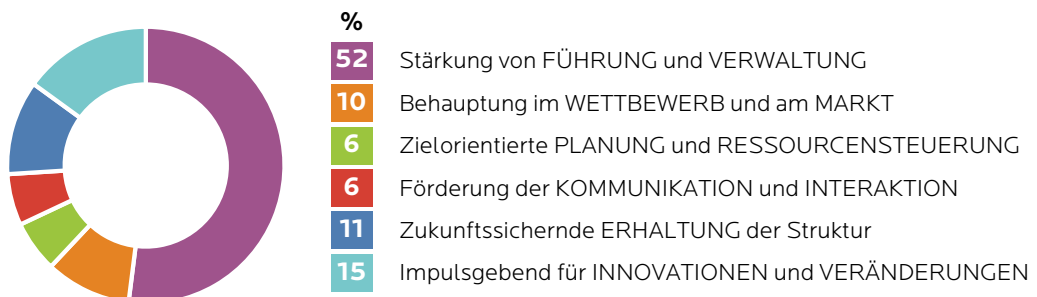 %
52 Stärkung von FÜHRUNG und VERWALTUNG
10 Behauptung im WETTBEWERB und am MARKT
6 Zielorientierte PLANUNG und RESSOURCENSTEUERUNG
6 Förderung der KOMMUNIKATION und INTERAKTION
11 Zukunftssichernde ERHALTUNG der Struktur
15 Impulsgebend für INNOVATIONEN und VERÄNDERUNGEN